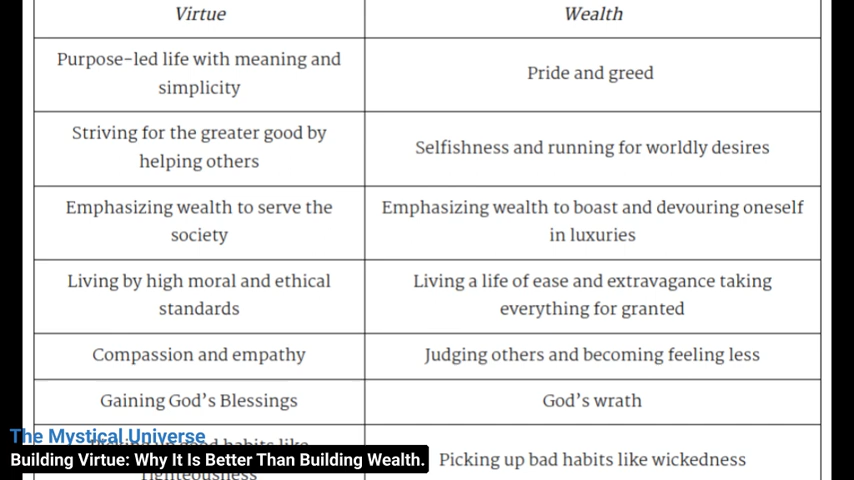 Virtue
Wealth
Purpose-led life with meaning and
simplicity
Pride and greed
Striving for the greater good by
helping others
Selfishness and running for worldly desires
Emphasizing wealth to serve the
society
Emphasizing wealth to boast and devouring oneself
in luxuries
Living by high moral and ethical
standards
Living a life of ease and extravagance taking
everything for granted
Compassion and empathy
Judging others and becoming feeling less
Gaining God's Blessings
God's wrath
habits like
Picking up bad habits like wickedness
The Mystical Universe
Building Virtue: Why It Is Better Than Building Wealth.